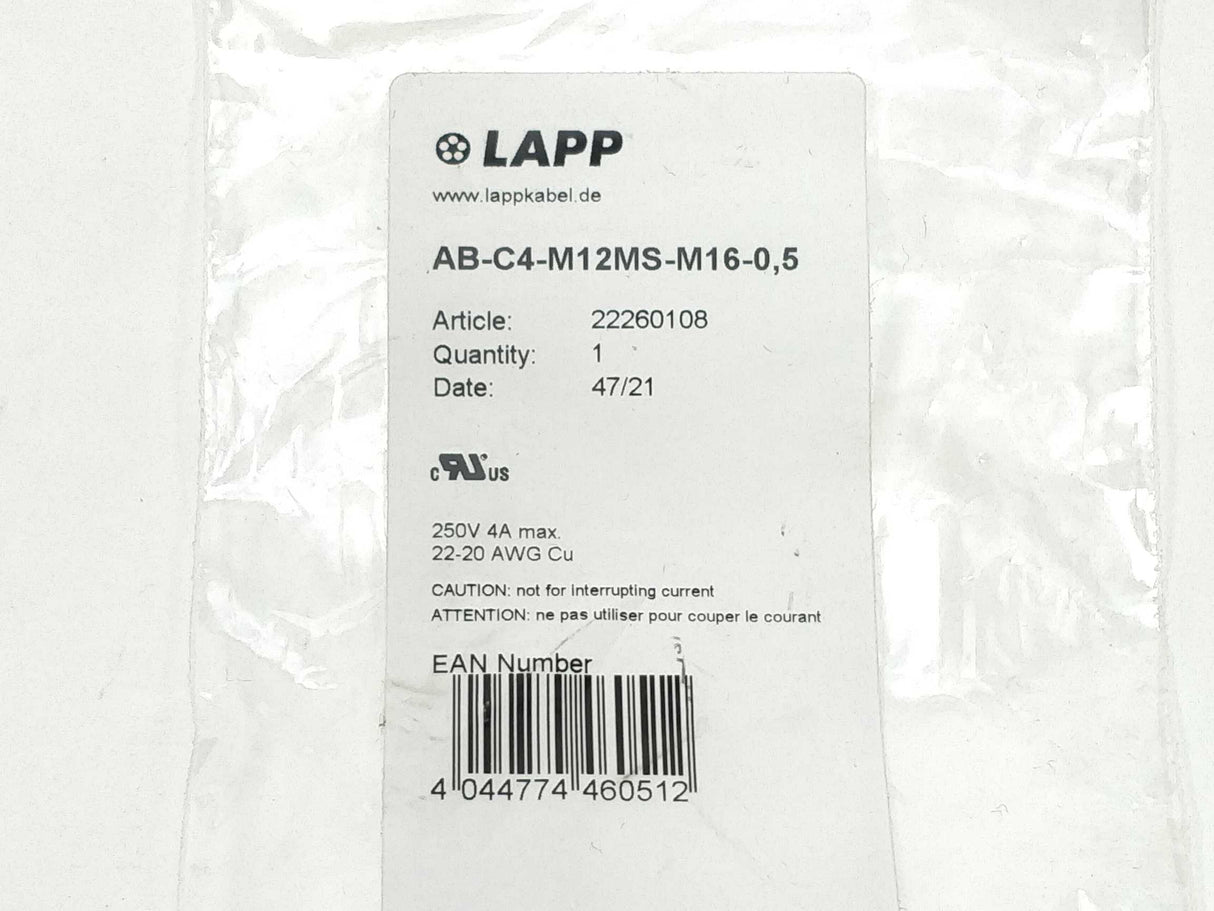 LAPP
www.lappkabel.de
AB-C4-M12MS-M16-0,5
Article: 22260108
Quantity: 1
Date: 47/21
c RU® US
250V 4A max.
22-20 AWG Cu
CAUTION: not for interrupting current
ATTENTION: ne pas utiliser pour couper le courant
EAN Number
4 044774 460512